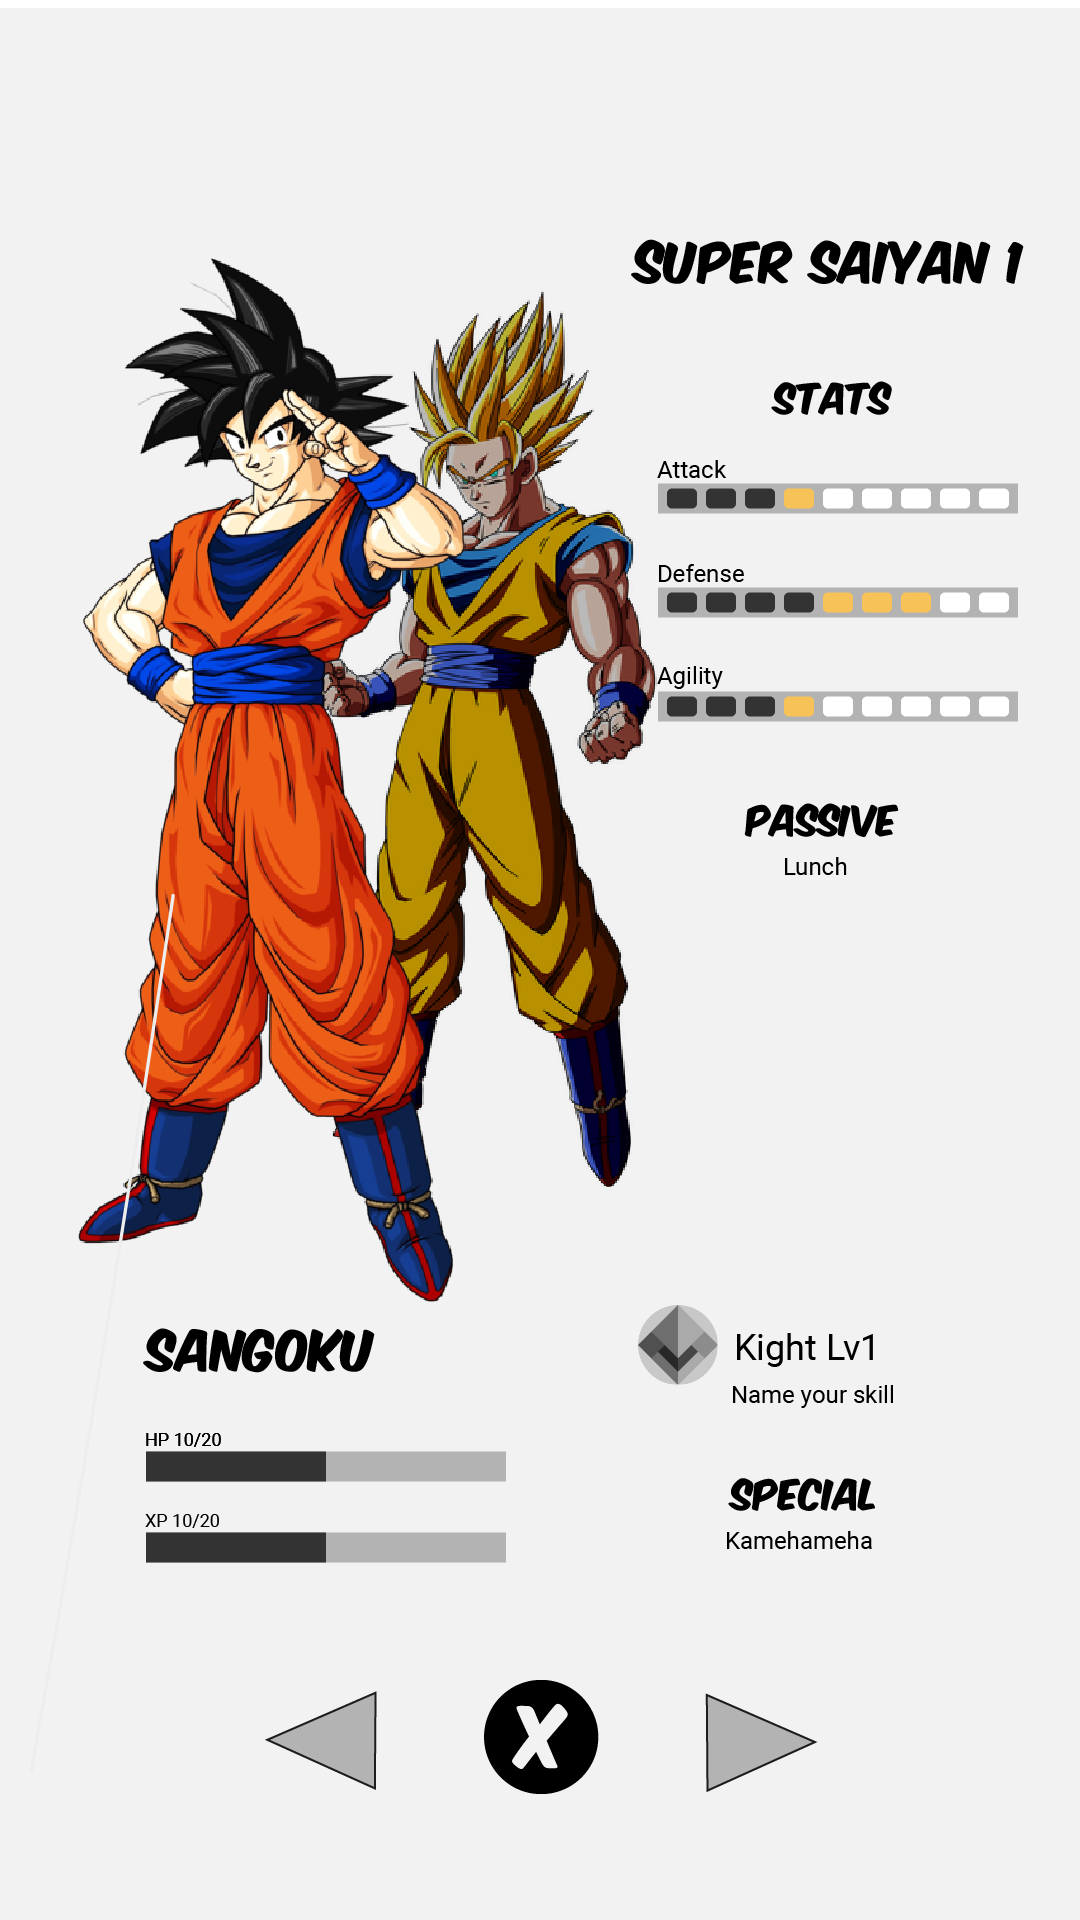 SUPER SAIYAN 1
STATS
Attack
Defense
Agility
PASSIVE
Lunch
SANGOKU
HP 10/20
XP 10/20
Kight Lv1
Name your skill
SPECIAL
Kamehameha
X